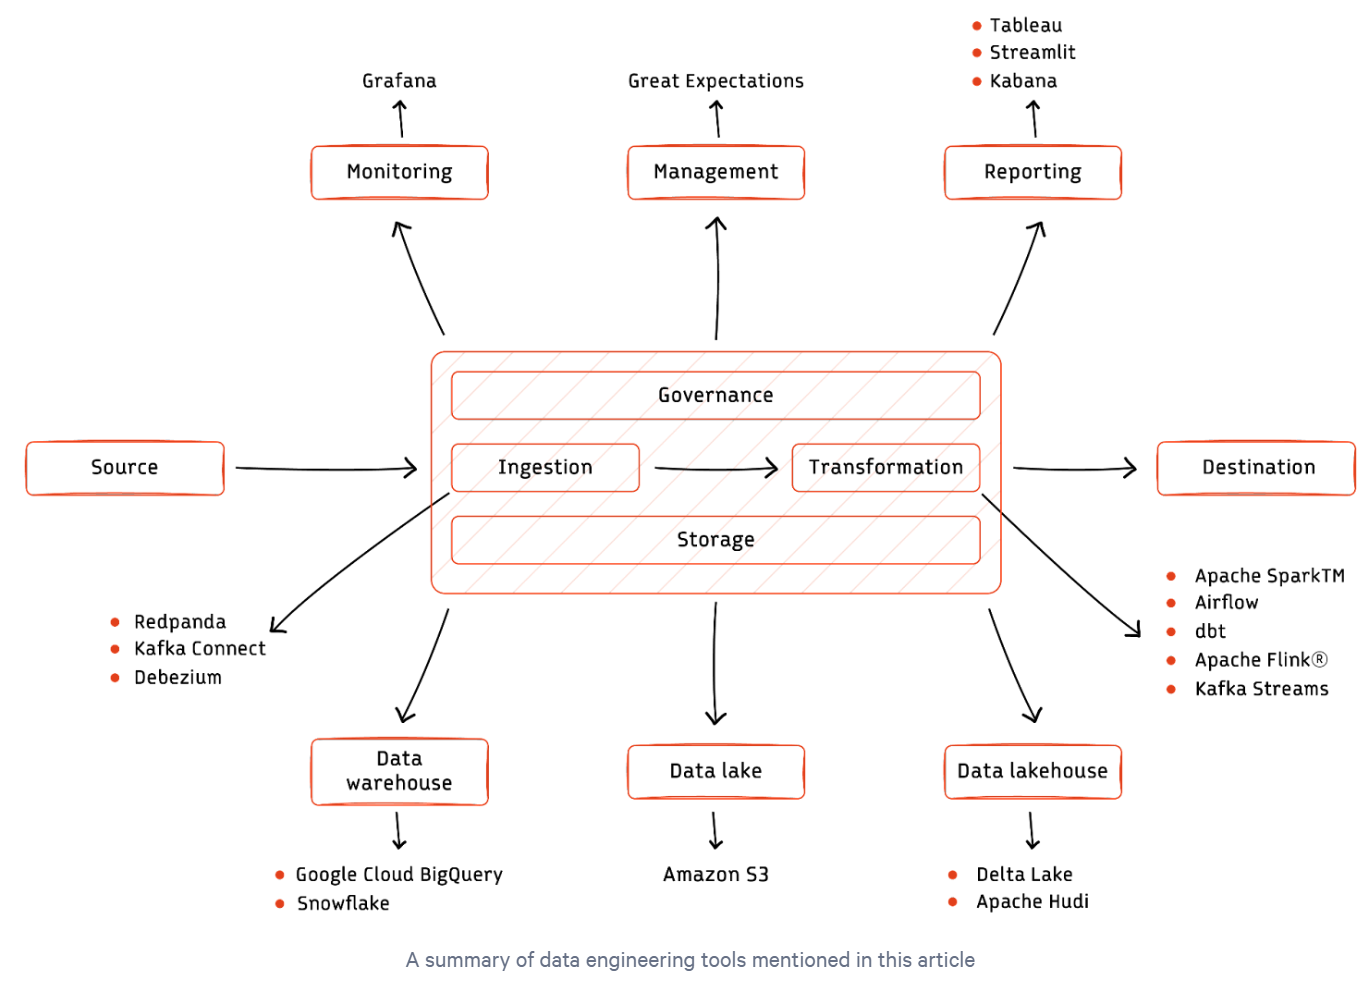 Tableau
Streamlit
Grafana
Great Expectations
Kabana
Monitoring
Management
Reporting
Governance
Source
Ingestion
Transformation
Destination
Storage
Redpanda
Kafka Connect
Debezium
Apache SparkTM
Airflow
dbt
Apache Flink®
Kafka Streams
Data
warehouse
Data lake
Data lakehouse
Google Cloud BigQuery
Snowflake
Amazon S3
Delta Lake
Apache Hudi
A summary of data engineering tools mentioned in this article